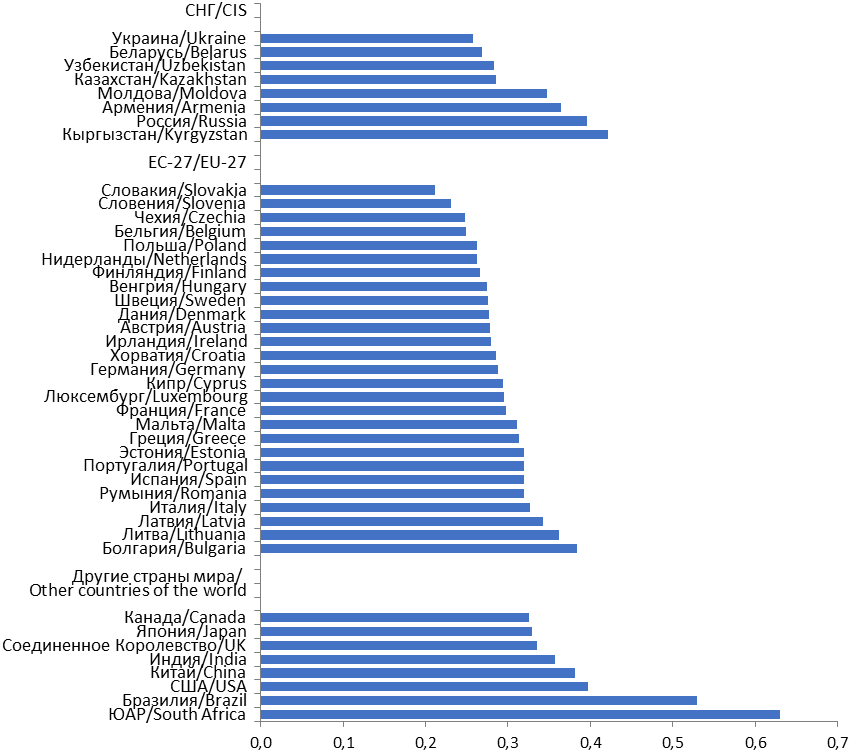 СНГ/CIS
Украина/Ukraine
Беларусь/Belarus
Узбекистан/Uzbekistan
Казахстан/Kazakhstan
Молдова/Moldova
Армения/Armenia
Россия/Russia
Кыргызстан/Kyrgyzstan
ЕС-27/EU-27
Словакия/Slovakia
Словения/Slovenia
Чехия/Czechia
Бельгия/Belgium
Польша/Poland
Нидерланды/Netherlands
Финляндия/Finland
Венгрия/Hungary
Швеция/Sweden
Дания/Denmark
Австрия/Austria
Ирландия/Ireland
Хорватия/Croatia
Германия/Germany
Кипр/Cyprus
Люксембург/Luxembourg
Франция/France
Мальта/Malta
Греция/Greece
Эстония/Estonia
Португалия/Portugal
Испания/Spain
Румыния/Romania
Италия/Italy
Латвия/Latvia
Литва/Lithuania
Болгария/Bulgaria
Другие страны мира/
Other countries of the world
Канада/Canada
Япония/Japan
Соединенное Королевство/UK
Индия/India
Китай/China
США/USA
Бразилия/Brazil
ЮАР/South Africa
0,0 0,1 0,2 0,3 0,4 0,5 0,6 0,7